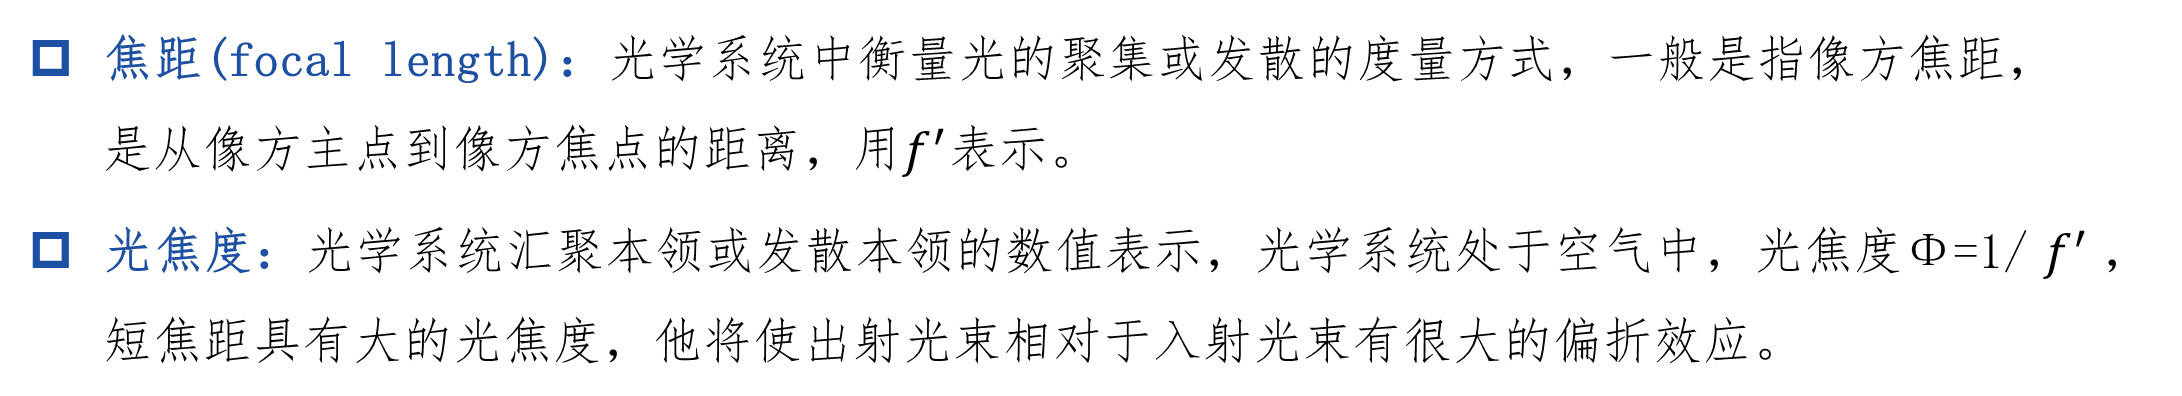 焦距(focal length)：光学系统中衡量光的聚集或发散的度量方式，一般是指像方焦距，
是从像方主点到像方焦点的距离，用f′表示。
光焦度：光学系统汇聚本领或发散本领的数值表示，光学系统处于空气中，光焦度Φ=1/ f′ ，
短焦距具有大的光焦度，他将使出射光束相对于入射光束有很大的偏折效应。